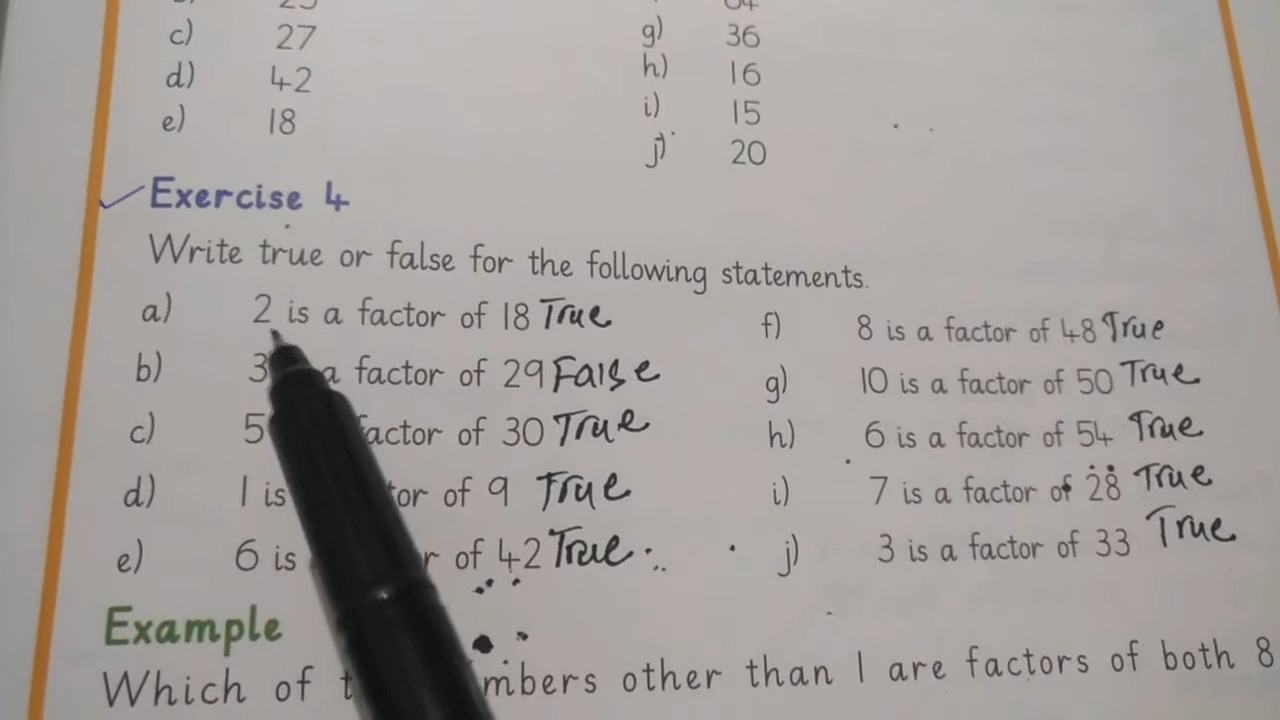 c) 27
d) 42
e) 18
g) 36
h) 16
i) 15
j) 20
Exercise 4
Write true or false for the following statements.
a) 2 is a factor of 18 True
b) 3 a factor of 29 False
c) 5 factor of 30 True
d) 1 is of 9 True
e) 6 is of 42 True
f) 8 is a factor of 48 True
g) 10 is a factor of 50 True
h) 6 is a factor of 54 True
i) 7 is a factor of 28 True
j) 3 is a factor of 33 True
Example
Which of other than 1 are factors of both 8